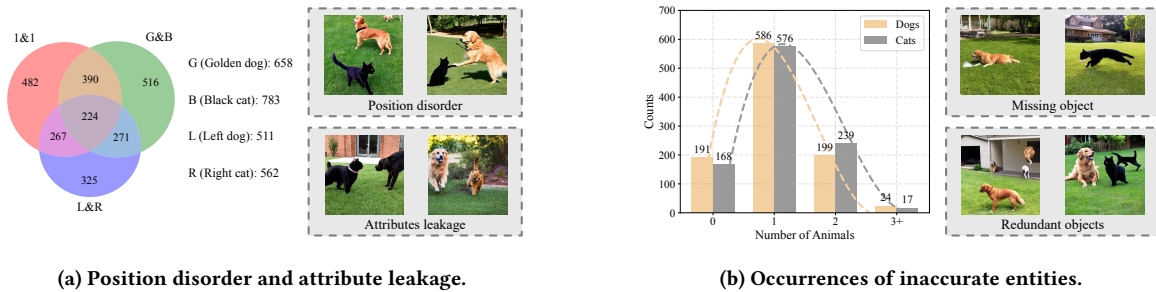 1&1
G&B
482
390
516
224
267
271
325
L&R
G (Golden dog): 658
B (Black cat): 783
L (Left dog): 511
R (Right cat): 562
Position disorder
Attributes leakage
(a) Position disorder and attribute leakage.
700
600
500
400
300
200
100
0
Counts
Dogs
Cats
586
576
191
168
199
239
24
17
0
1
2
3+
Number of Animals
Missing object
Redundant objects
(b) Occurrences of inaccurate entities.